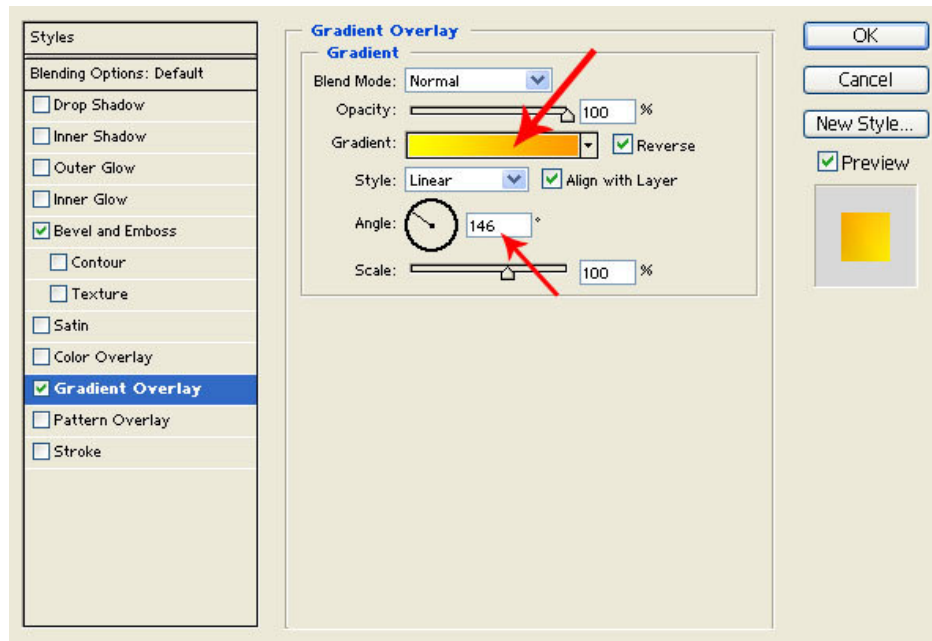 Styles
Blending Options: Default
Drop Shadow
Inner Shadow
Outer Glow
Inner Glow
Bevel and Emboss
Contour
Texture
Satin
Color Overlay
Gradient Overlay
Pattern Overlay
Stroke
Gradient Overlay
Gradient
Blend Mode: Normal
Opacity: 100 %
Gradient: Reverse
Style: Linear Align with Layer
Angle: 146 °
Scale: 100 %
OK
Cancel
New Style...
Preview